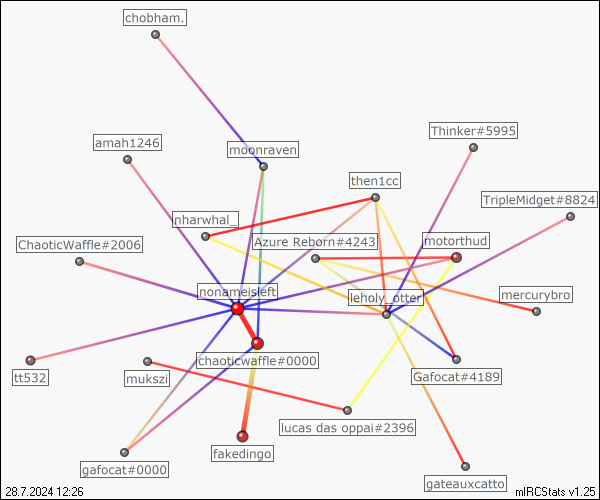 chobham.
Thinker#5995
amah1246
moonraven
then1cc
TripleMidget#8824
nharwhal_
Azure Reborn#4243
motorthud
ChaoticWaffle#2006
nonameisleft
leholy_otter
mercurybro
chaoticwaffle#0000
tt532
mukszi
Gafocat#4189
lucas das oppai#2396
gafocat#0000
fakedingo
gateauxcatto
28.7.2024 12:26
mIRCStats v1.25